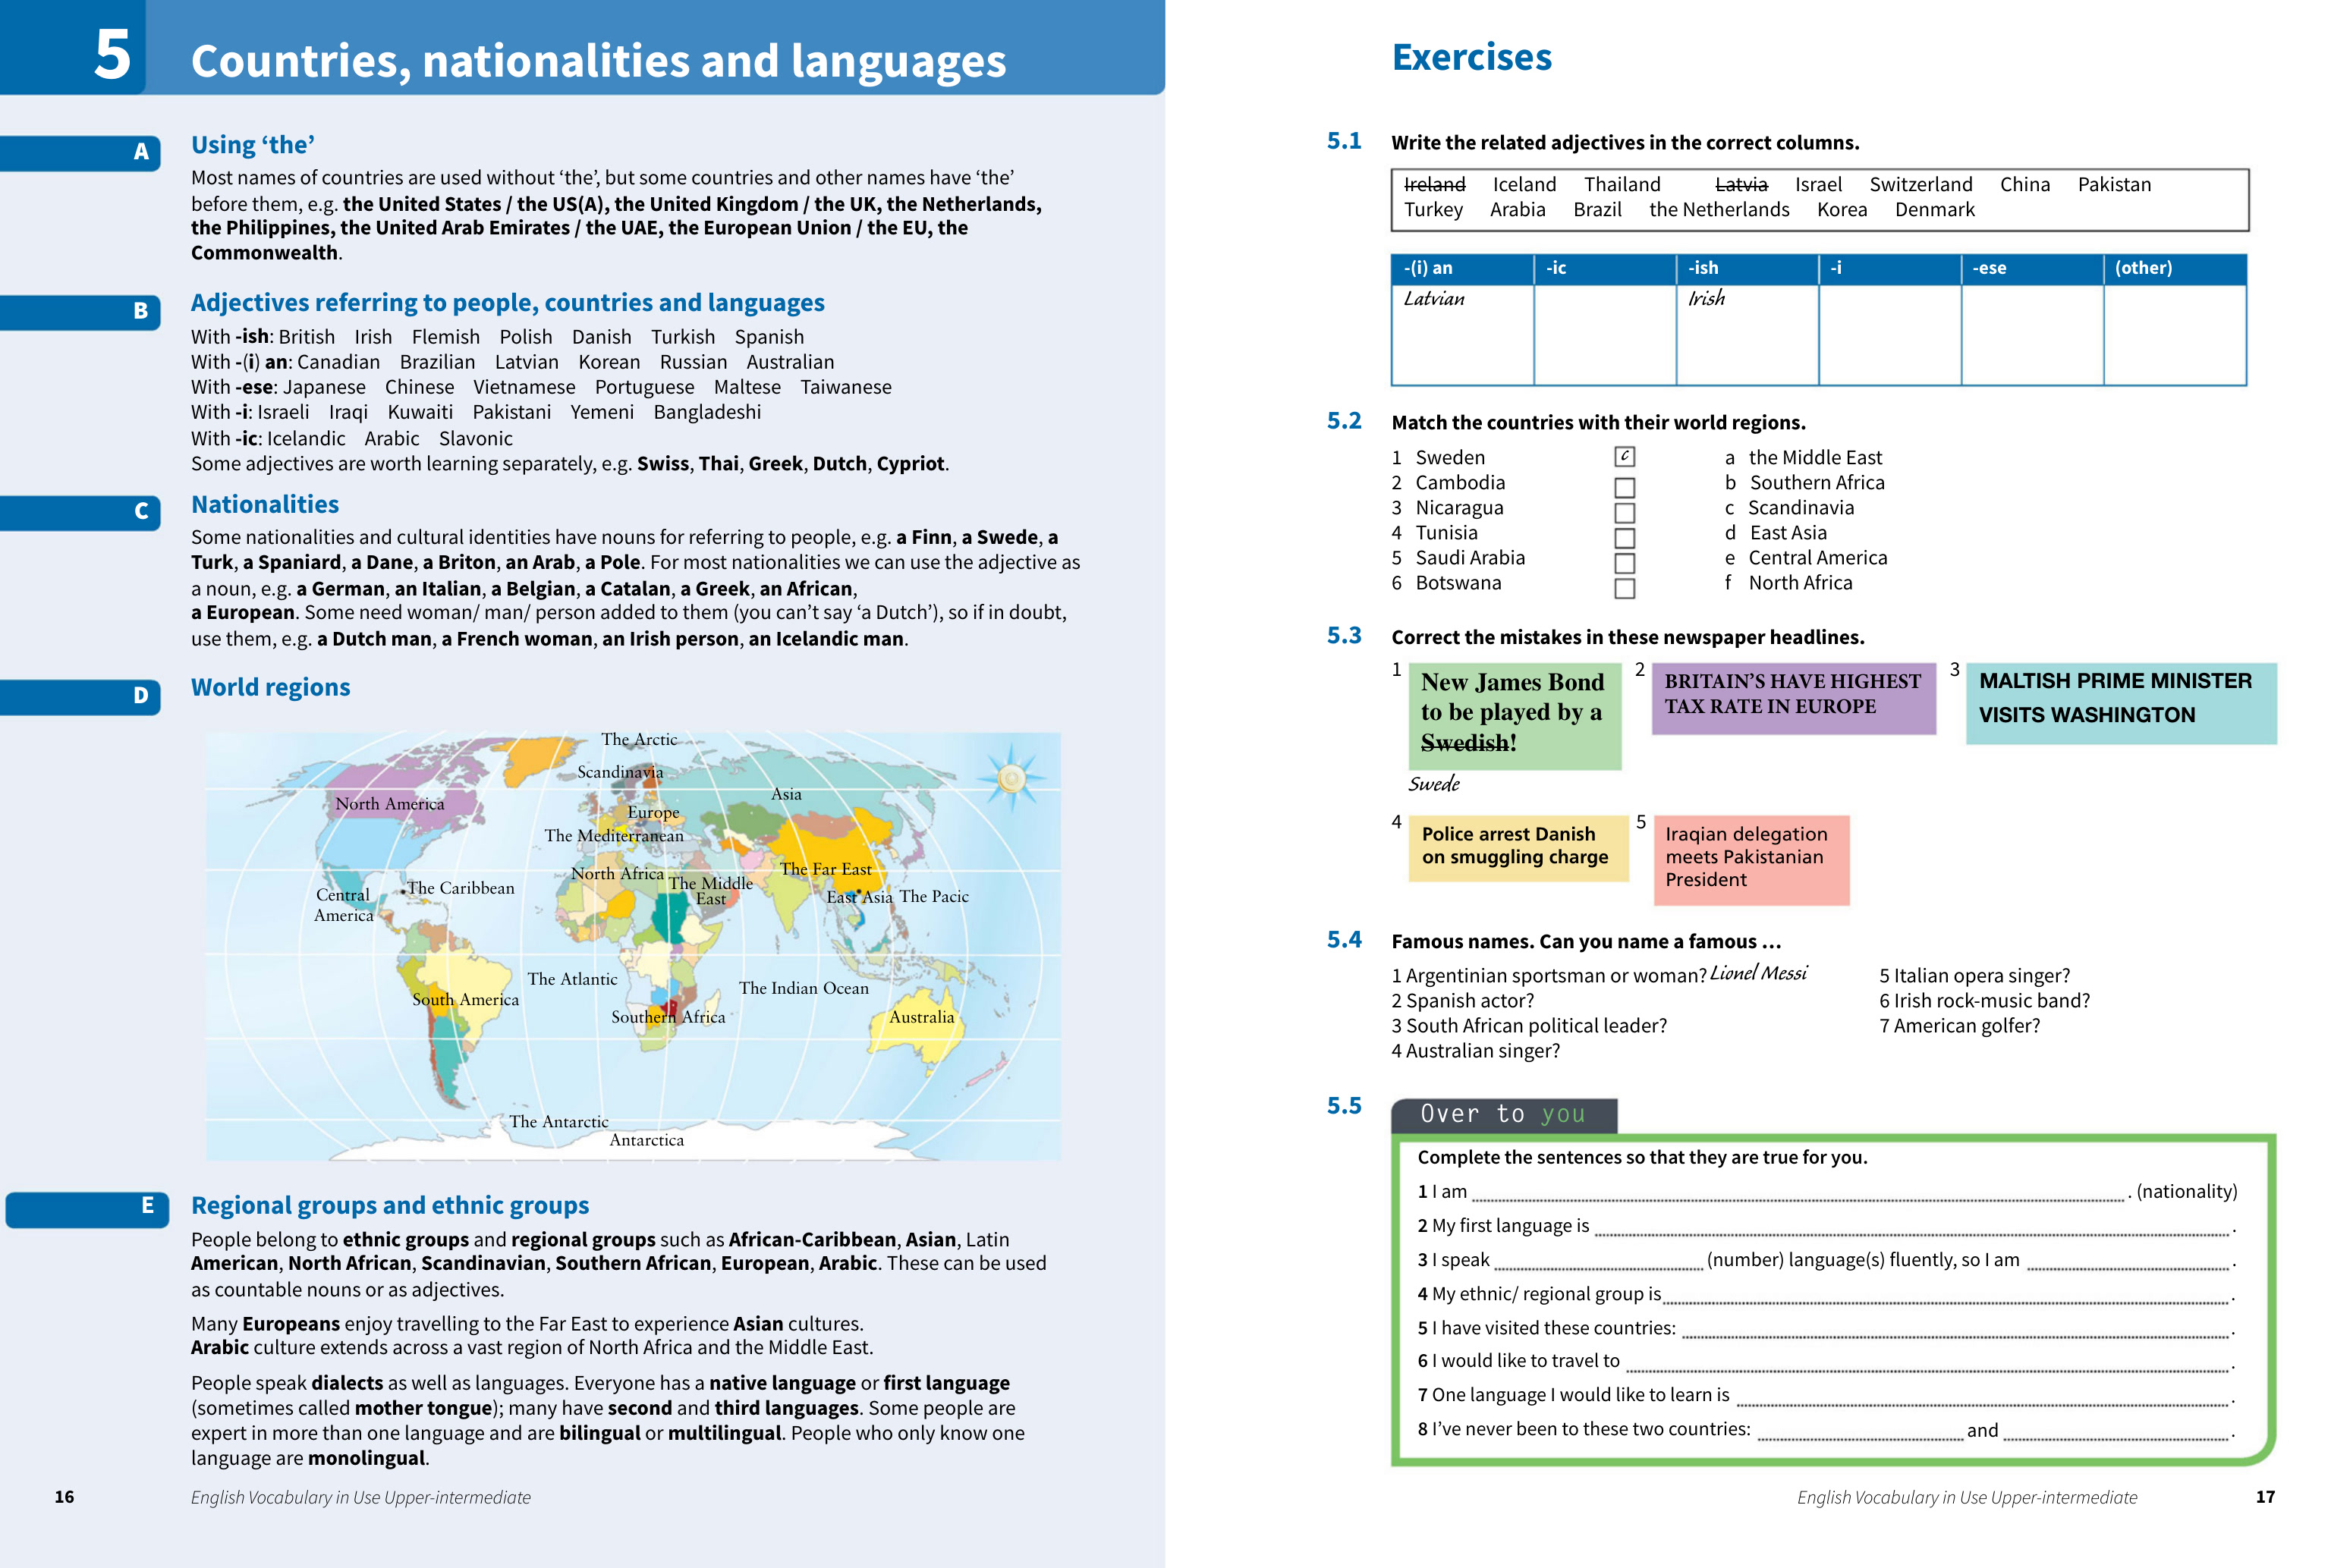 5
Countries, nationalities and languages
A
Using ‘the’
Most names of countries are used without ‘the’, but some countries and other names have ‘the’
before them, e.g. the United States / the US(A), the United Kingdom / the UK, the Netherlands,
the Philippines, the United Arab Emirates / the UAE, the European Union / the EU, the
Commonwealth.
B
Adjectives referring to people, countries and languages
With -ish: British Irish Flemish Polish Danish Turkish Spanish
With -(i) an: Canadian Brazilian Latvian Korean Russian Australian
With -ese: Japanese Chinese Vietnamese Portuguese Maltese Taiwanese
With -i: Israeli Iraqi Kuwaiti Pakistani Yemeni Bangladeshi
With -ic: Icelandic Arabic Slavonic
Some adjectives are worth learning separately, e.g. Swiss, Thai, Greek, Dutch, Cypriot.
C
Nationalities
Some nationalities and cultural identities have nouns for referring to people, e.g. a Finn, a Swede, a
Turk, a Spaniard, a Dane, a Briton, an Arab, a Pole. For most nationalities we can use the adjective as
a noun, e.g. a German, an Italian, a Belgian, a Catalan, a Greek, an African,
a European. Some need woman/ man/ person added to them (you can’t say ‘a Dutch’), so if in doubt,
use them, e.g. a Dutch man, a French woman, an Irish person, an Icelandic man.
D
World regions
The Arctic
Scandinavia
North America
Asia
Europe
The Mediterranean
The Far East
North Africa
The Middle
East
The Caribbean
Central
America
East Asia
The Pacic
The Atlantic
The Indian Ocean
South America
Southern Africa
Australia
The Antarctic
Antarctica
E
Regional groups and ethnic groups
People belong to ethnic groups and regional groups such as African-Caribbean, Asian, Latin
American, North African, Scandinavian, Southern African, European, Arabic. These can be used
as countable nouns or as adjectives.
Many Europeans enjoy travelling to the Far East to experience Asian cultures.
Arabic culture extends across a vast region of North Africa and the Middle East.
People speak dialects as well as languages. Everyone has a native language or first language
(sometimes called mother tongue); many have second and third languages. Some people are
expert in more than one language and are bilingual or multilingual. People who only know one
language are monolingual.
16
English Vocabulary in Use Upper-intermediate
Exercises
5.1 Write the related adjectives in the correct columns.
Ireland Iceland Thailand Latvia Israel Switzerland China Pakistan
Turkey Arabia Brazil the Netherlands Korea Denmark
-(i) an -ic -ish -i -ese (other)
Latvian Irish
5.2 Match the countries with their world regions.
1 Sweden c a the Middle East
2 Cambodia b Southern Africa
3 Nicaragua c Scandinavia
4 Tunisia d East Asia
5 Saudi Arabia e Central America
6 Botswana f North Africa
5.3 Correct the mistakes in these newspaper headlines.
1
New James Bond
to be played by a
Swedish!
Swede
2
BRITAIN’S HAVE HIGHEST
TAX RATE IN EUROPE
3
MALTISH PRIME MINISTER
VISITS WASHINGTON
4
Police arrest Danish
on smuggling charge
5
Iraqian delegation
meets Pakistanian
President
5.4 Famous names. Can you name a famous …
1 Argentinian sportsman or woman? Lionel Messi
2 Spanish actor?
3 South African political leader?
4 Australian singer?
5 Italian opera singer?
6 Irish rock-music band?
7 American golfer?
5.5
Over to you
Complete the sentences so that they are true for you.
1 I am . (nationality)
2 My first language is .
3 I speak (number) language(s) fluently, so I am .
4 My ethnic/ regional group is .
5 I have visited these countries: .
6 I would like to travel to .
7 One language I would like to learn is .
8 I’ve never been to these two countries: and .
English Vocabulary in Use Upper-intermediate
17